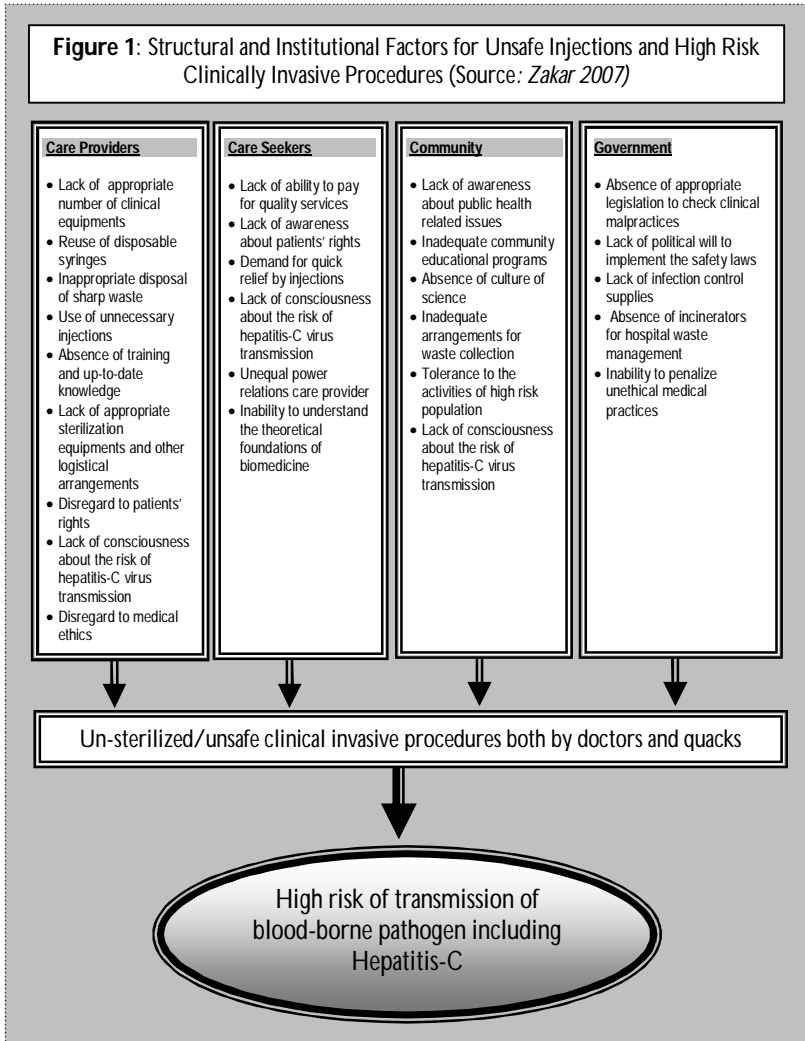 Figure 1: Structural and Institutional Factors for Unsafe Injections and High Risk
Clinically Invasive Procedures (Source: Zakar 2007)
Care Providers
• Lack of appropriate
number of clinical
equipments
• Reuse of disposable
syringes
• Inappropriate disposal
of sharp waste
• Use of unnecessary
injections
• Absence of training
and up-to-date
knowledge
• Lack of appropriate
sterilization
equipments and other
logistical
arrangements
• Disregard to patients'
rights
• Lack of consciousness
about the risk of
hepatitis-C virus
transmission
• Disregard to medical
ethics
Care Seekers
• Lack of ability to pay
for quality services
• Lack of awareness
about patients' rights
• Demand for quick
relief by injections
• Lack of consciousness
about the risk of
hepatitis-C virus
transmission
• Unequal power
relations care provider
• Inability to understand
the theoretical
foundations of
biomedicine
Community
• Lack of awareness
about public health
related issues
• Inadequate community
educational programs
• Absence of culture of
science
• Inadequate
arrangements for
waste collection
• Tolerance to the
activities of high risk
population
• Lack of consciousness
about the risk of
hepatitis-C virus
transmission
Government
• Absence of appropriate
legislation to check clinical
malpractices
• Lack of political will to
implement the safety laws
• Lack of infection control
supplies
• Absence of incinerators
for hospital waste
management
• Inability to penalize
unethical medical
practices
Un-sterilized/unsafe clinical invasive procedures both by doctors and quacks
High risk of transmission of
blood-borne pathogen including
Hepatitis-C